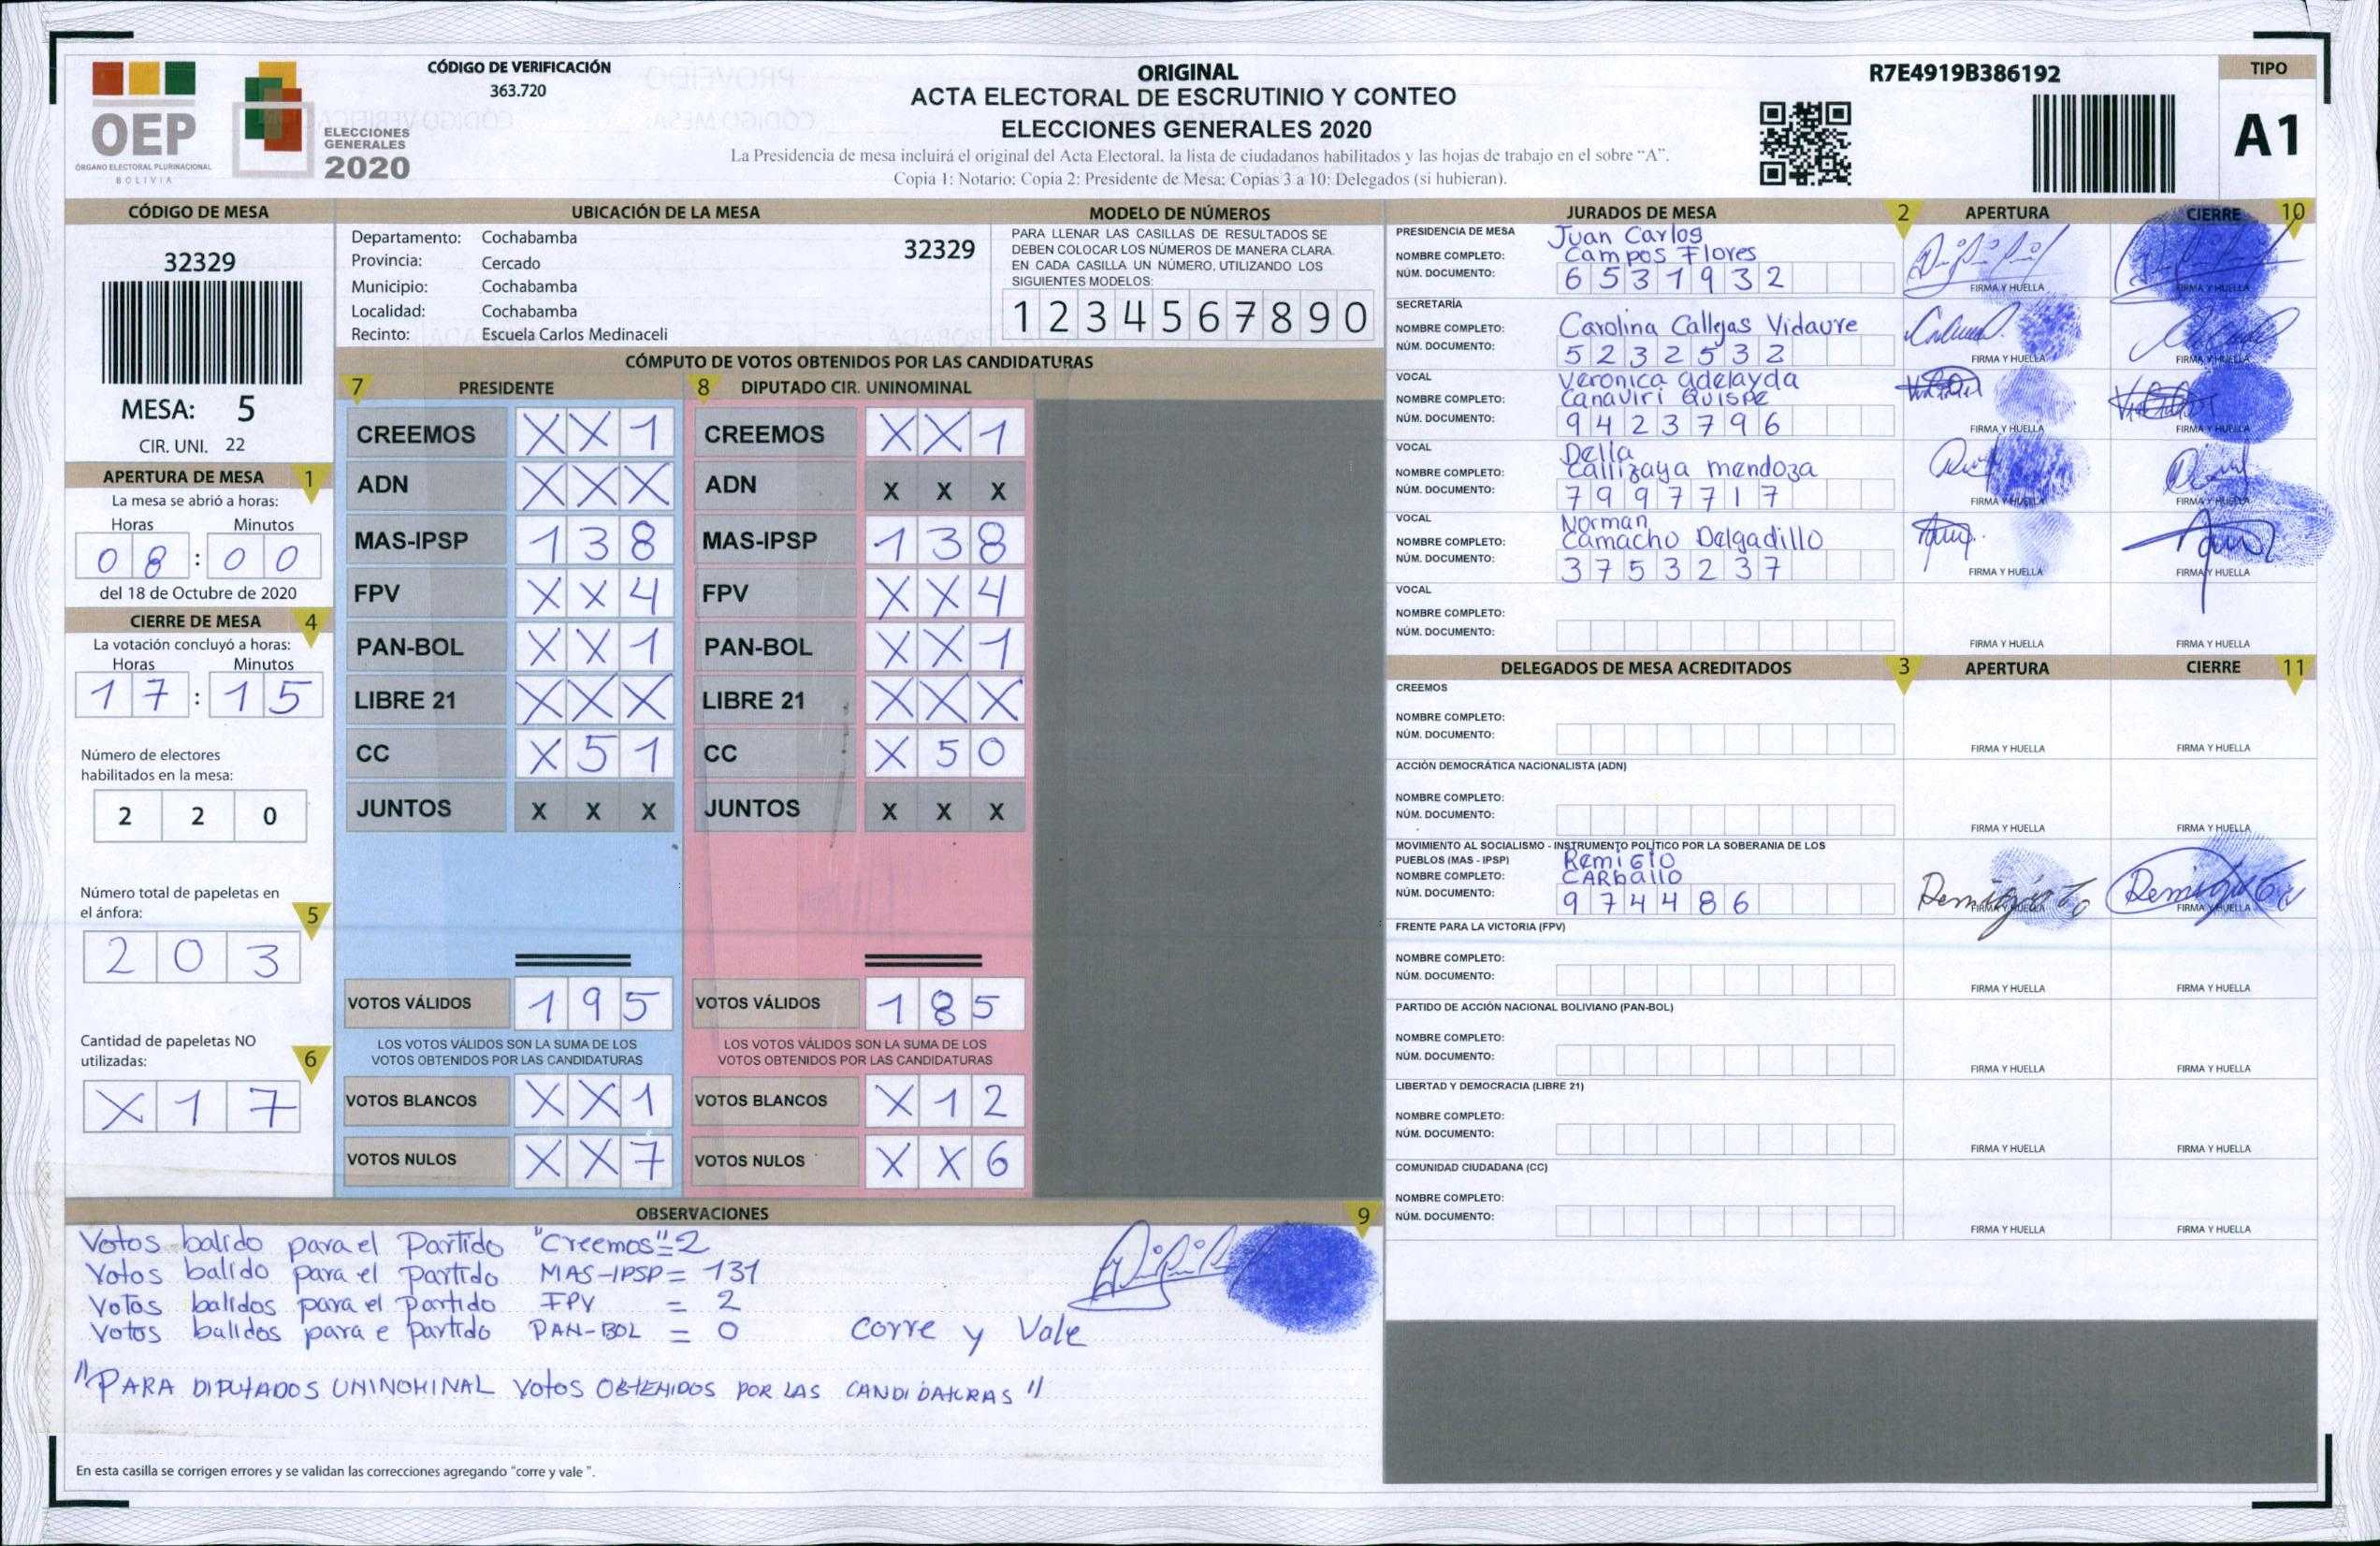 OEP
ÓRGANO ELECTORAL PLURINACIONAL
BOLIVIA
ELECCIONES
GENERALES
2020
CÓDIGO DE VERIFICACIÓN
363.720
ORIGINAL
ACTA ELECTORAL DE ESCRUTINIO Y CONTEO
ELECCIONES GENERALES 2020
La Presidencia de mesa incluirá el original del Acta Electoral, la lista de ciudadanos habilitados y las hojas de trabajo en el sobre "A".
Copia 1: Notario; Copia 2: Presidente de Mesa; Copias 3 a 10: Delegados (si hubieran).
R7E4919B386192
TIPO
A1
CÓDIGO DE MESA
32329
MESA: 5
CIR. UNI. 22
APERTURA DE MESA 1
La mesa se abrió a horas:
Horas Minutos
08:00
del 18 de Octubre de 2020
CIERRE DE MESA 4
La votación concluyó a horas:
Horas Minutos
17:15
Número de electores
habilitados en la mesa:
2 2 0
Número total de papeletas en
el ánfora: 5
2 0 3
Cantidad de papeletas NO
utilizadas: 6
X 1 7
UBICACIÓN DE LA MESA
Departamento: Cochabamba
32329
Provincia: Cercado
Municipio: Cochabamba
Localidad: Cochabamba
Recinto: Escuela Carlos Medinaceli
MODELO DE NÚMEROS
PARA LLENAR LAS CASILLAS DE RESULTADOS SE
DEBEN COLOCAR LOS NÚMEROS DE MANERA CLARA.
EN CADA CASILLA UN NÚMERO, UTILIZANDO LOS
SIGUIENTES MODELOS:
1 2 3 4 5 6 7 8 9 0
CÓMPUTO DE VOTOS OBTENIDOS POR LAS CANDIDATURAS
7 PRESIDENTE 8 DIPUTADO CIR. UNINOMINAL
CREEMOS X X 1 CREEMOS X X 1
ADN X X X ADN X X X
MAS-IPSP 1 3 8 MAS-IPSP 1 3 8
FPV X X 4 FPV X X 4
PAN-BOL X X 1 PAN-BOL X X 1
LIBRE 21 X X X LIBRE 21 X X X
CC X 5 1 CC X 5 0
JUNTOS X X X JUNTOS X X X
VOTOS VÁLIDOS 1 9 5 VOTOS VÁLIDOS 1 8 5
LOS VOTOS VÁLIDOS SON LA SUMA DE LOS LOS VOTOS VÁLIDOS SON LA SUMA DE LOS
VOTOS OBTENIDOS POR LAS CANDIDATURAS VOTOS OBTENIDOS POR LAS CANDIDATURAS
VOTOS BLANCOS X X 1 VOTOS BLANCOS X 1 2
VOTOS NULOS X X 7 VOTOS NULOS X X 6
JURADOS DE MESA 2 APERTURA CIERRE 10
PRESIDENCIA DE MESA Juan Carlos
NOMBRE COMPLETO: Campos Flores
NÚM. DOCUMENTO: 6531932
FIRMA Y HUELLA FIRMA Y HUELLA
SECRETARÍA
NOMBRE COMPLETO: Carolina Callejas Vidaure
NÚM. DOCUMENTO: 5232532
FIRMA Y HUELLA FIRMA Y HUELLA
VOCAL Veronica adelayda
NOMBRE COMPLETO: Canaviri Quispe
NÚM. DOCUMENTO: 9423796
FIRMA Y HUELLA FIRMA Y HUELLA
VOCAL Della
NOMBRE COMPLETO: Callizaya mendoza
NÚM. DOCUMENTO: 7997717
FIRMA Y HUELLA FIRMA Y HUELLA
VOCAL Norman
NOMBRE COMPLETO: Camacho Delgadillo
NÚM. DOCUMENTO: 3753237
FIRMA Y HUELLA FIRMA Y HUELLA
VOCAL
NOMBRE COMPLETO:
NÚM. DOCUMENTO:
FIRMA Y HUELLA FIRMA Y HUELLA
DELEGADOS DE MESA ACREDITADOS 3 APERTURA CIERRE 11
CREEMOS
NOMBRE COMPLETO:
NÚM. DOCUMENTO:
FIRMA Y HUELLA FIRMA Y HUELLA
ACCIÓN DEMOCRÁTICA NACIONALISTA (ADN)
NOMBRE COMPLETO:
NÚM. DOCUMENTO:
FIRMA Y HUELLA FIRMA Y HUELLA
MOVIMIENTO AL SOCIALISMO - INSTRUMENTO POLÍTICO POR LA SOBERANIA DE LOS
PUEBLOS (MAS - IPSP) Remigio
NOMBRE COMPLETO: CARballo
NÚM. DOCUMENTO: 974486
FIRMA Y HUELLA FIRMA Y HUELLA
FRENTE PARA LA VICTORIA (FPV)
NOMBRE COMPLETO:
NÚM. DOCUMENTO:
FIRMA Y HUELLA FIRMA Y HUELLA
PARTIDO DE ACCIÓN NACIONAL BOLIVIANO (PAN-BOL)
NOMBRE COMPLETO:
NÚM. DOCUMENTO:
FIRMA Y HUELLA FIRMA Y HUELLA
LIBERTAD Y DEMOCRACIA (LIBRE 21)
NOMBRE COMPLETO:
NÚM. DOCUMENTO:
FIRMA Y HUELLA FIRMA Y HUELLA
COMUNIDAD CIUDADANA (CC)
NOMBRE COMPLETO:
NÚM. DOCUMENTO:
FIRMA Y HUELLA FIRMA Y HUELLA
OBSERVACIONES 9
Votos balido para el Partido "Creemos"=2
Votos balido para el Partido MAS-IPSP = 131
Votos balidos para el Partido FPV = 2
Votos balidos para e partido PAN-BOL = 0 Corre y Vale
"PARA DIPUTADOS UNINOMINAL Votos OBTENIDOS POR LAS CANDIDATURAS"
En esta casilla se corrigen errores y se validan las correcciones agregando "corre y vale ".